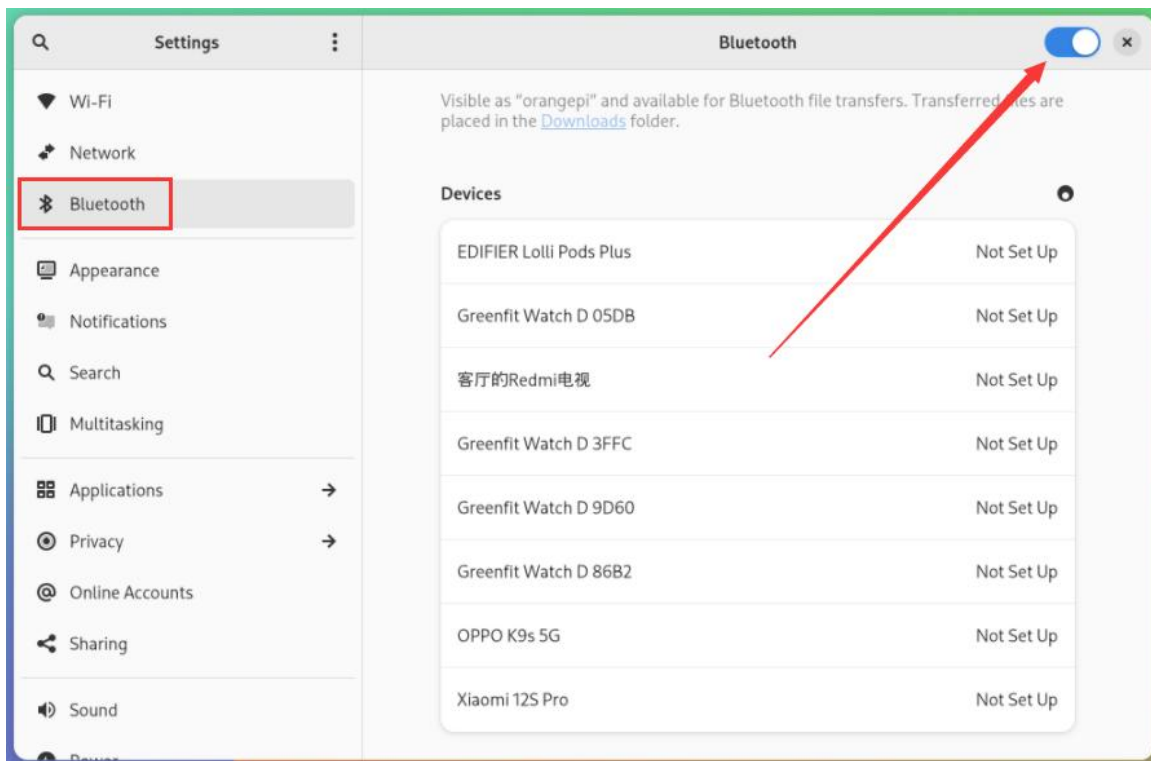 Settings
Bluetooth
Wi-Fi
Network
Bluetooth
Appearance
Notifications
Search
Multitasking
Applications
Privacy
Online Accounts
Sharing
Sound
Visible as "orangepi" and available for Bluetooth file transfers. Transferred files are
placed in the Downloads folder.
Devices
EDIFIER Lolli Pods Plus Not Set Up
Greenfit Watch D 05DB Not Set Up
客厅的Redmi电视 Not Set Up
Greenfit Watch D 3FFC Not Set Up
Greenfit Watch D 9D60 Not Set Up
Greenfit Watch D 86B2 Not Set Up
OPPO K9s 5G Not Set Up
Xiaomi 12S Pro Not Set Up